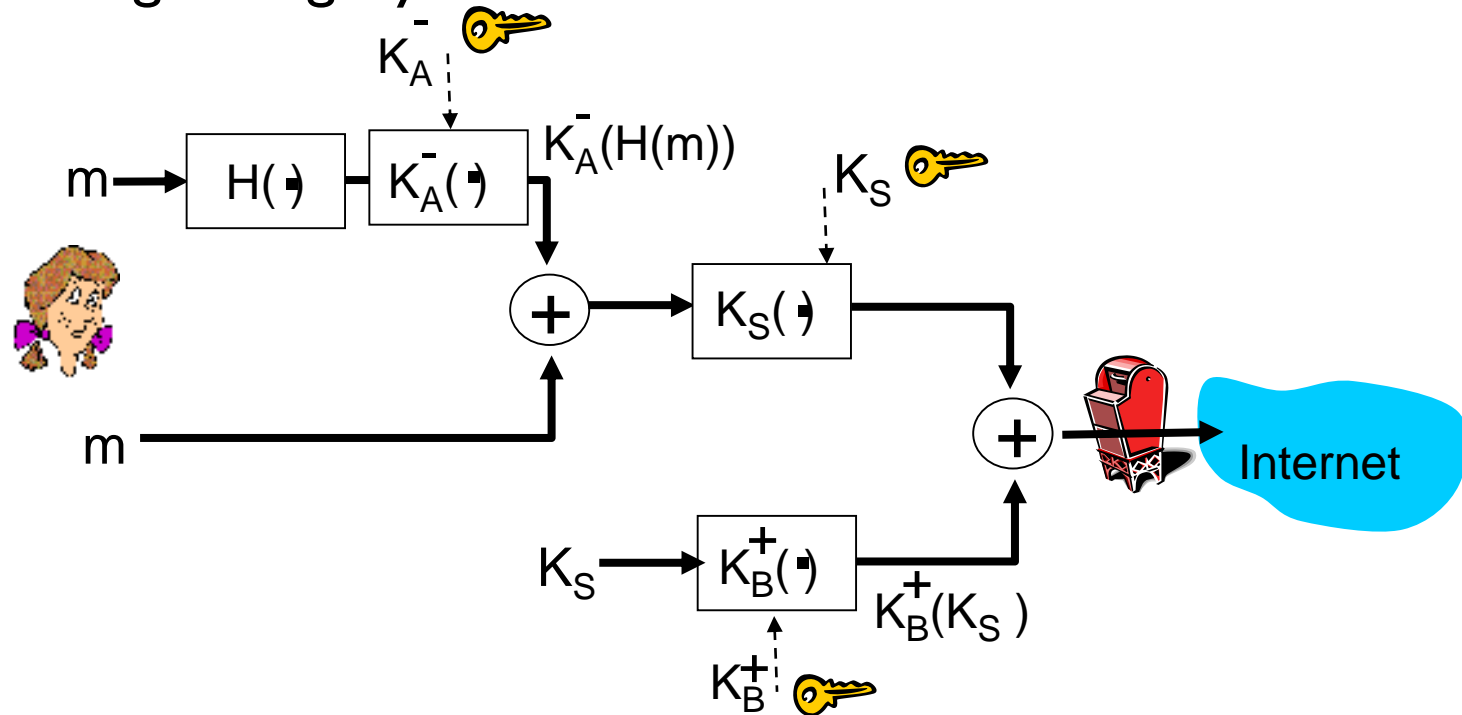 K_A^-
K_A^-(H(m))
m
H(·)
K_A^-(·)
K_S
+
K_S(·)
m
+
Internet
K_S
K_B^+(·)
K_B^+(K_S )
K_B^+